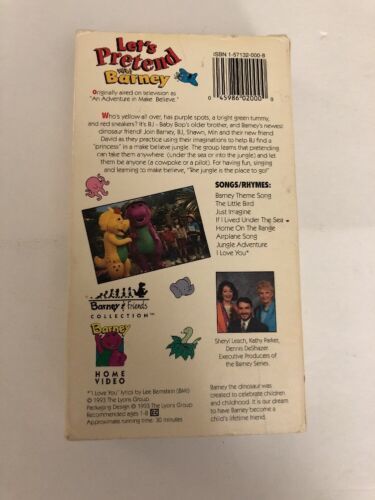 Let's
Pretend
with
Barney
ISBN 1-57132-000-8
0 45986 02000 8
Originally aired on television as
"An Adventure in Make Believe."
Who's yellow all over, has purple spots, a bright green tummy,
and red sneakers? It's BJ - Baby Bop's older brother, and Barney's newest
dinosaur friend! Join Barney, BJ, Shawn, Min and their new friend
David as they practice using their imaginations to help BJ find a
"princess" in a make believe jungle. The group learns that pretending
can take them anywhere (under the sea or into the jungle) and let
them be anyone (a cowpoke or a pilot). For having fun, singing
and learning to make believe, "The jungle is the place to go!"
SONGS/RHYMES:
Barney Theme Song
The Little Bird
Just Imagine
If I Lived Under The Sea
Home On The Range
Airplane Song
Jungle Adventure
I Love You*
Barney & Friends
COLLECTION™
Barney
HOME
VIDEO
Sheryl Leach, Kathy Parker,
Dennis DeShazer
Executive Producers of
the Barney Series.
*"I Love You" lyrics by Lee Bernstein (BMI)
© 1993 The Lyons Group
Packaging Design © 1993 The Lyons Group
Recommended ages 1-8
Approximate running time: 30 minutes
Barney the dinosaur was
created to celebrate children
and childhood. It is our dream
to have Barney become a
child's lifetime friend.